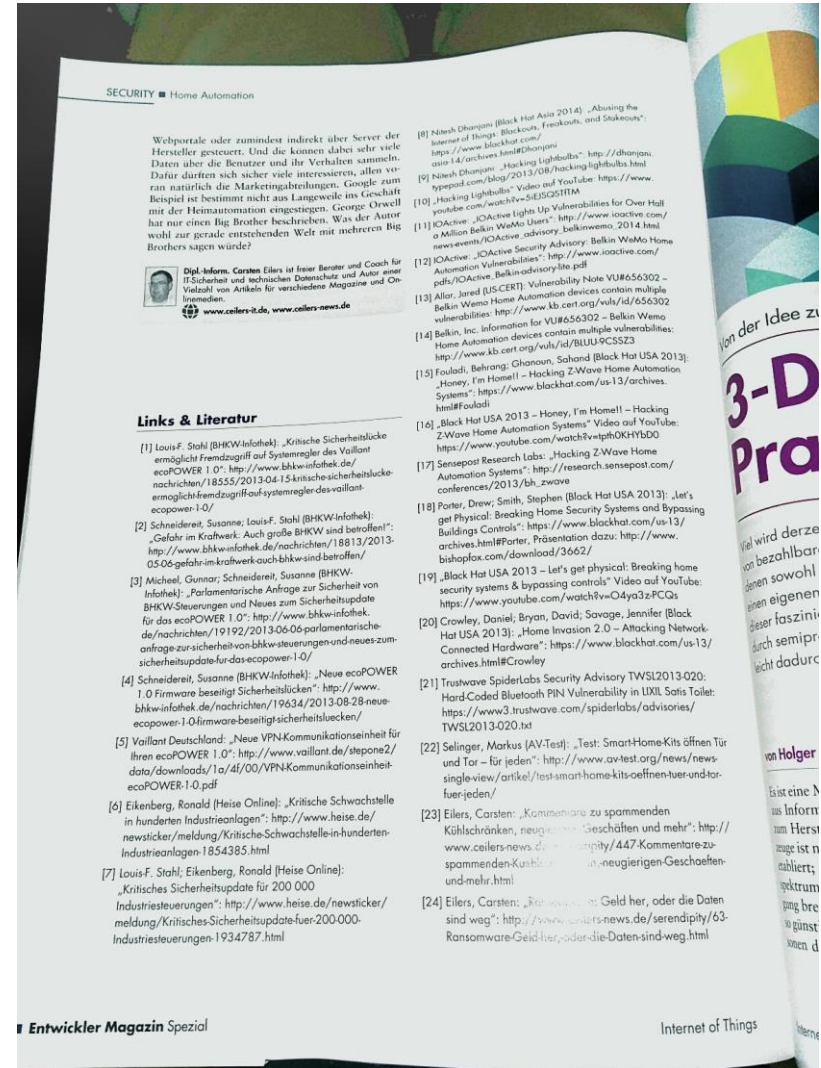 SECURITY ■ Home Automation
Webportale oder zumindest indirekt über Server der
Hersteller gesteuert. Und die können dabei sehr viele
Daten über die Benutzer und ihr Verhalten sammeln.
Dafür dürften sich sicher viele interessieren, allen vo-
ran natürlich die Marketingabteilungen. Google zum
Beispiel ist bestimmt nicht aus Langeweile ins Geschäft
mit der Heimautomation eingestiegen. George Orwell
hat nur einen Big Brother beschrieben. Was der Autor
wohl zur gerade entstehenden Welt mit mehreren Big
Brothers sagen würde?
Dipl.-Inform. Carsten Eilers ist freier Berater und Coach für
IT-Sicherheit und technischen Datenschutz und Autor einer
Vielzahl von Artikeln für verschiedene Magazine und On-
linemedien.
www.ceilers-it.de, www.ceilers-news.de
Links & Literatur
[1] Louis-F. Stahl (BHKW-Infothek): „Kritische Sicherheitslücke
ermöglicht Fremdzugriff auf Systemregler des Vaillant
ecoPOWER 1.0“: http://www.bhkw-infothek.de/
nachrichten/18555/2013-04-15-kritische-sicherheitslucke-
ermoglicht-fremdzugriff-auf-systemregler-des-vaillant-
ecopower-1-0/
[2] Schneidereit, Susanne; Louis-F. Stahl (BHKW-Infothek):
„Gefahr im Kraftwerk: Auch große BHKW sind betroffen!“:
http://www.bhkw-infothek.de/nachrichten/18813/2013-
05-06-gefahr-im-kraftwerk-auch-bhkw-sind-betroffen/
[3] Micheel, Gunnar; Schneidereit, Susanne (BHKW-
Infothek): „Parlamentarische Anfrage zur Sicherheit von
BHKW-Steuerungen und Neues zum Sicherheitsupdate
für das ecoPOWER 1.0“: http://www.bhkw-infothek.
de/nachrichten/19192/2013-06-06-parlamentarische-
anfrage-zur-sicherheit-von-bhkw-steuerungen-und-neues-zum-
sicherheitsupdate-fur-das-ecopower-1-0/
[4] Schneidereit, Susanne (BHKW-Infothek): „Neue ecoPOWER
1.0 Firmware beseitigt Sicherheitslücken“: http://www.
bhkw-infothek.de/nachrichten/19634/2013-08-28-neue-
ecopower-1-0-firmware-beseitigt-sicherheitsluecken/
[5] Vaillant Deutschland: „Neue VPN-Kommunikationseinheit für
Ihren ecoPOWER 1.0“: http://www.vaillant.de/stepone2/
data/downloads/1a/4f/00/VPN-Kommunikationseinheit-
ecoPOWER-1-0.pdf
[6] Eikenberg, Ronald (Heise Online): „Kritische Schwachstelle
in hunderten Industrieanlagen“: http://www.heise.de/
newsticker/meldung/Kritische-Schwachstelle-in-hunderten-
Industrieanlagen-1854385.html
[7] Louis-F. Stahl; Eikenberg, Ronald (Heise Online):
„Kritisches Sicherheitsupdate für 200 000
Industriesteuerungen“: http://www.heise.de/newsticker/
meldung/Kritisches-Sicherheitsupdate-fuer-200-000-
Industriesteuerungen-1934787.html
[8] Nitesh Dhanjani (Black Hat Asia 2014): „Abusing the
Internet of Things: Blackouts, Freakouts, and Stakeouts“:
https://www.blackhat.com/
asia-14/archives.html#Dhanjani
[9] Nitesh Dhanjani: „Hacking Lightbulbs“: http://dhanjani.
typepad.com/blog/2013/08/hacking-lightbulbs.html
[10] „Hacking Lightbulbs“ Video auf YouTube: https://www.
youtube.com/watch?v=5iEJSQSTfTM
[11] IOActive: „IOActive Lights Up Vulnerabilities for Over Half
a Million Belkin WeMo Users“: http://www.ioactive.com/
news-events/IOActive_advisory_belkinwemo_2014.html
[12] IOActive: „IOActive Security Advisory: Belkin WeMo Home
Automation Vulnerabilities“: http://www.ioactive.com/
pdfs/IOActive_Belkin-advisory-lite.pdf
[13] Allar, Jared (US-CERT): Vulnerability Note VU#656302 –
Belkin Wemo Home Automation devices contain multiple
vulnerabilities: http://www.kb.cert.org/vuls/id/656302
[14] Belkin, Inc. Information for VU#656302 – Belkin Wemo
Home Automation devices contain multiple vulnerabilities:
http://www.kb.cert.org/vuls/id/BLUU-9CSSZ3
[15] Fouladi, Behrang; Ghanoun, Sahand (Black Hat USA 2013):
„Honey, I'm Home!! – Hacking Z-Wave Home Automation
Systems“: https://www.blackhat.com/us-13/archives.
html#Fouladi
[16] „Black Hat USA 2013 – Honey, I'm Home!! – Hacking
Z-Wave Home Automation Systems“ Video auf YouTube:
https://www.youtube.com/watch?v=tpth0KHYbD0
[17] Sensepost Research Labs: „Hacking Z-Wave Home
Automation Systems“: http://research.sensepost.com/
conferences/2013/bh_zwave
[18] Porter, Drew; Smith, Stephen (Black Hat USA 2013): „Let's
get Physical: Breaking Home Security Systems and Bypassing
Buildings Controls“: https://www.blackhat.com/us-13/
archives.html#Porter, Präsentation dazu: http://www.
bishopfox.com/download/3662/
[19] „Black Hat USA 2013 – Let's get physical: Breaking home
security systems & bypassing controls“ Video auf YouTube:
https://www.youtube.com/watch?v=O4ya3z-PCQs
[20] Crowley, Daniel; Bryan, David; Savage, Jennifer (Black
Hat USA 2013): „Home Invasion 2.0 – Attacking Network-
Connected Hardware“: https://www.blackhat.com/us-13/
archives.html#Crowley
[21] Trustwave SpiderLabs Security Advisory TWSL2013-020:
Hard-Coded Bluetooth PIN Vulnerability in LIXIL Satis Toilet:
https://www3.trustwave.com/spiderlabs/advisories/
TWSL2013-020.txt
[22] Selinger, Markus (AV-Test): „Test: Smart-Home-Kits öffnen Tür
und Tor – für jeden“: http://www.av-test.org/news/news-
single-view/artikel/test-smart-home-kits-oeffnen-tuer-und-tor-
fuer-jeden/
[23] Eilers, Carsten: „Kommentare zu spammenden
Kühlschränken, Geschäften und mehr“: http://
/447-Kommentare-zu-
spammenden- -neugierigen-Geschaeften-
und-mehr.html
[24] Eilers, Carsten: Geld her, oder die Daten
sind weg“: -news.de/serendipity/63-
Ransomware-Geld-her,-oder-die-Daten-sind-weg.html
■ Entwickler Magazin Spezial
Internet of Things
Von der Idee zu
3-D
Pra
Viel wird derze
von bezahlbar
denen sowohl
einen eigenen
dieser faszini
durch semipr
leicht dadurc
von Holger
Es ist eine
aus Inform
zum Herst
zeuge ist n
etabliert;
spektrum
gang bre
so günst
sonen d